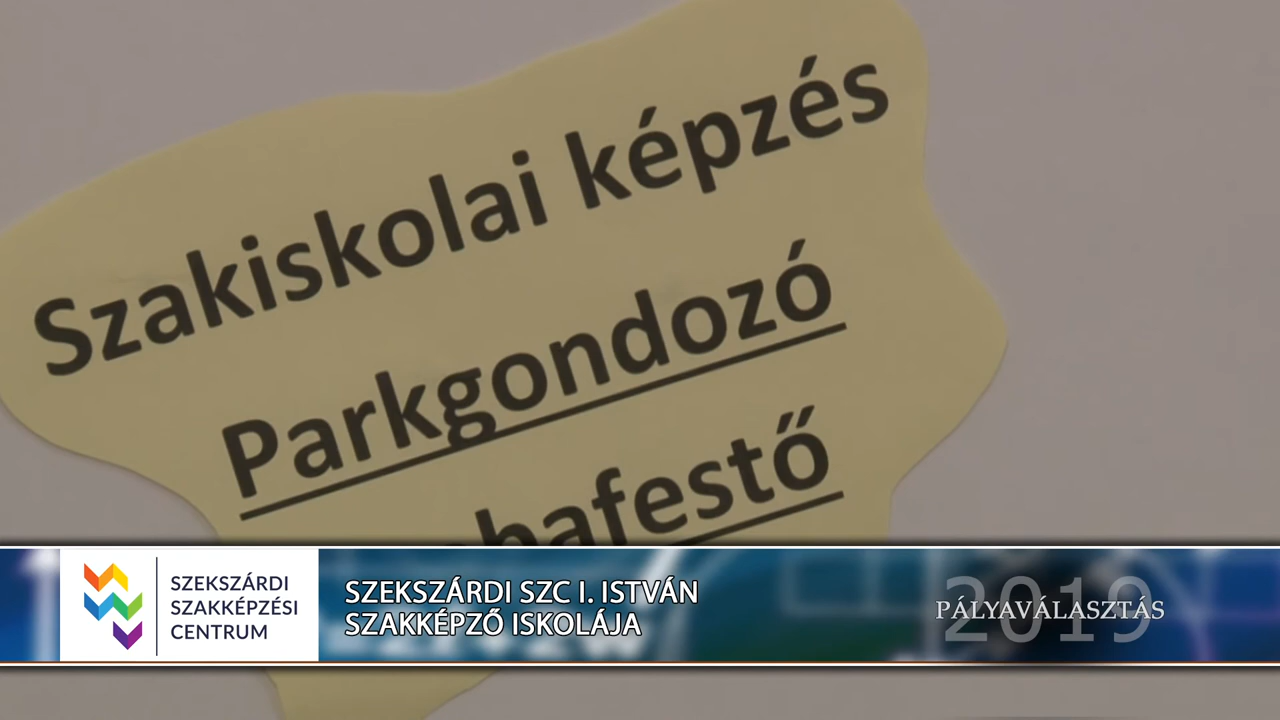 Szakiskolai képzés
Parkgondozó
SZEKSZÁRDI
SZAKKÉPZÉSI
CENTRUM
SZEKSZÁRDI SZC I. ISTVÁN
SZAKKÉPZŐ ISKOLÁJA
2019
PÁLYAVÁLASZTÁS